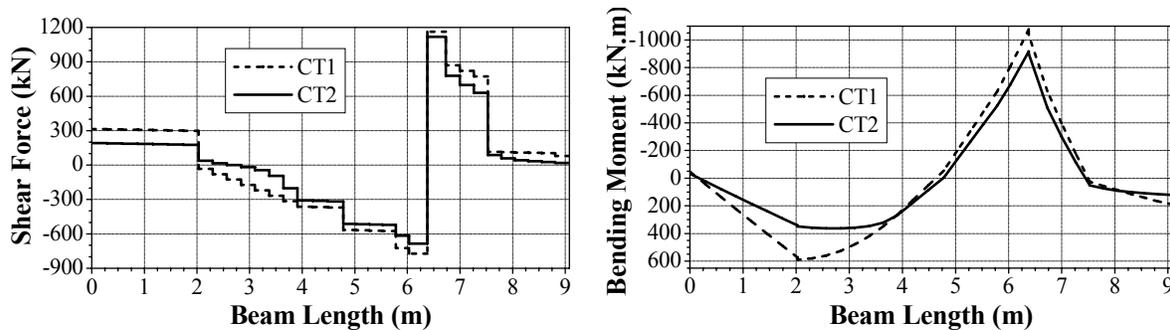 Shear Force (kN)
1200
900
600
300
0
-300
-600
-900
CT1
CT2
0 1 2 3 4 5 6 7 8 9
Beam Length (m)
Bending Moment (kN.m)
-1000
-800
-600
-400
-200
0
200
400
600
CT1
CT2
0 1 2 3 4 5 6 7 8 9
Beam Length (m)